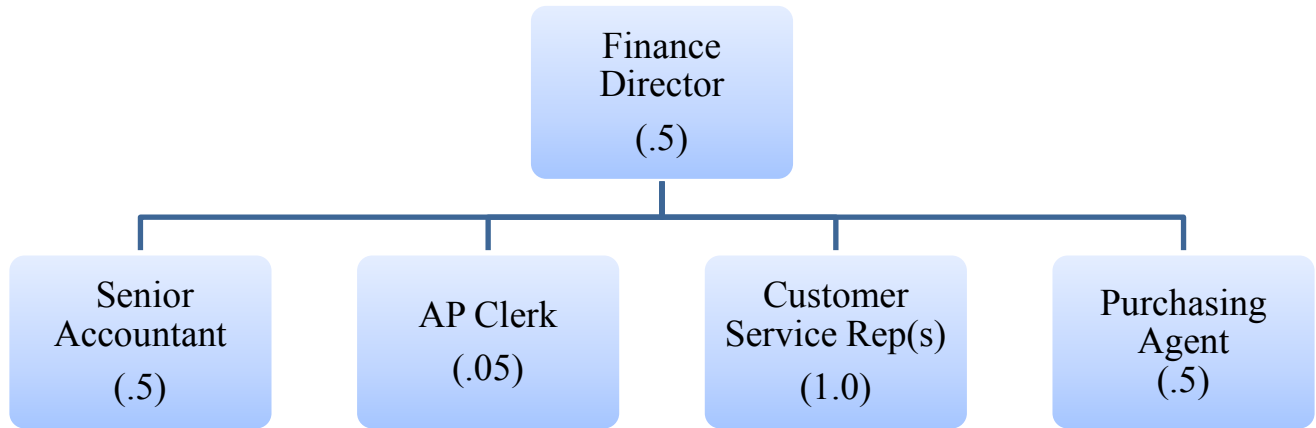 Finance
Director
(.5)
Senior
Accountant
(.5)
AP Clerk
(.05)
Customer
Service Rep(s)
(1.0)
Purchasing
Agent
(.5)